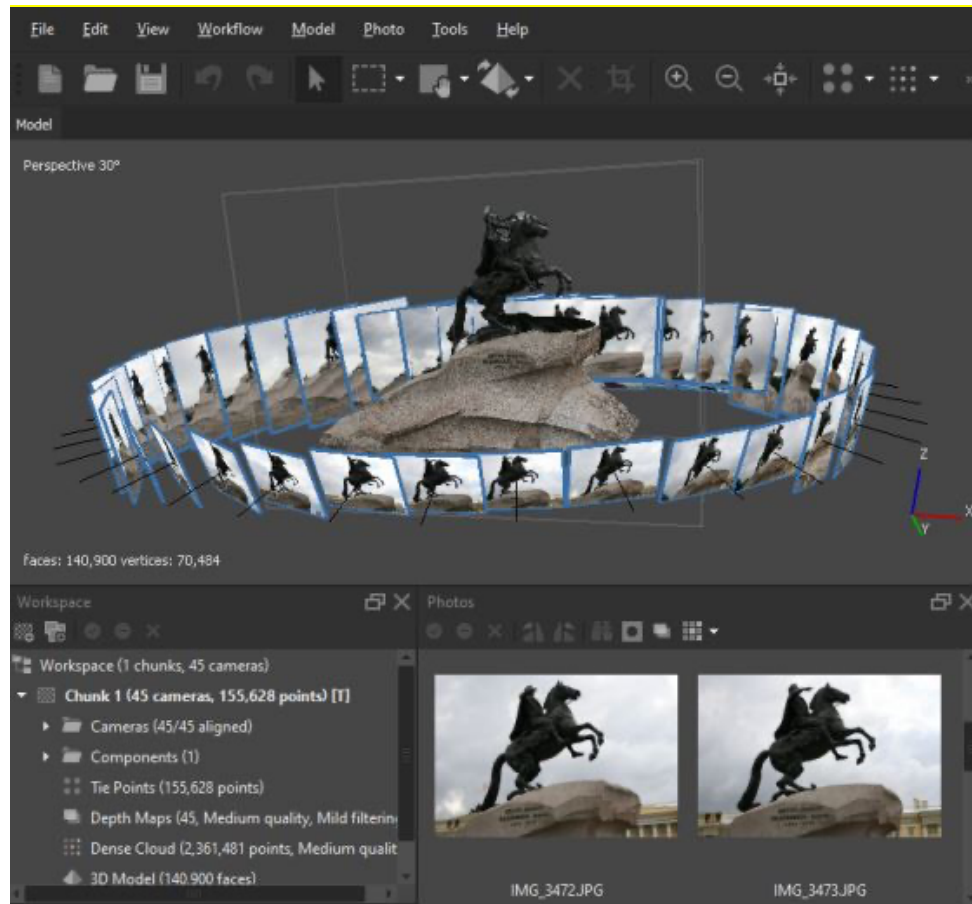 File Edit View Workflow Model Photo Tools Help
Model
Perspective 30°
Z
X
Y
faces: 140,900 vertices: 70,484
Workspace
Photos
Workspace (1 chunks, 45 cameras)
Chunk 1 (45 cameras, 155,628 points) [T]
Cameras (45/45 aligned)
Components (1)
Tie Points (155,628 points)
Depth Maps (45, Medium quality, Mild filterin
Dense Cloud (2,361,481 points, Medium qualit
3D Model (140,900 faces)
IMG_3472.JPG
IMG_3473.JPG